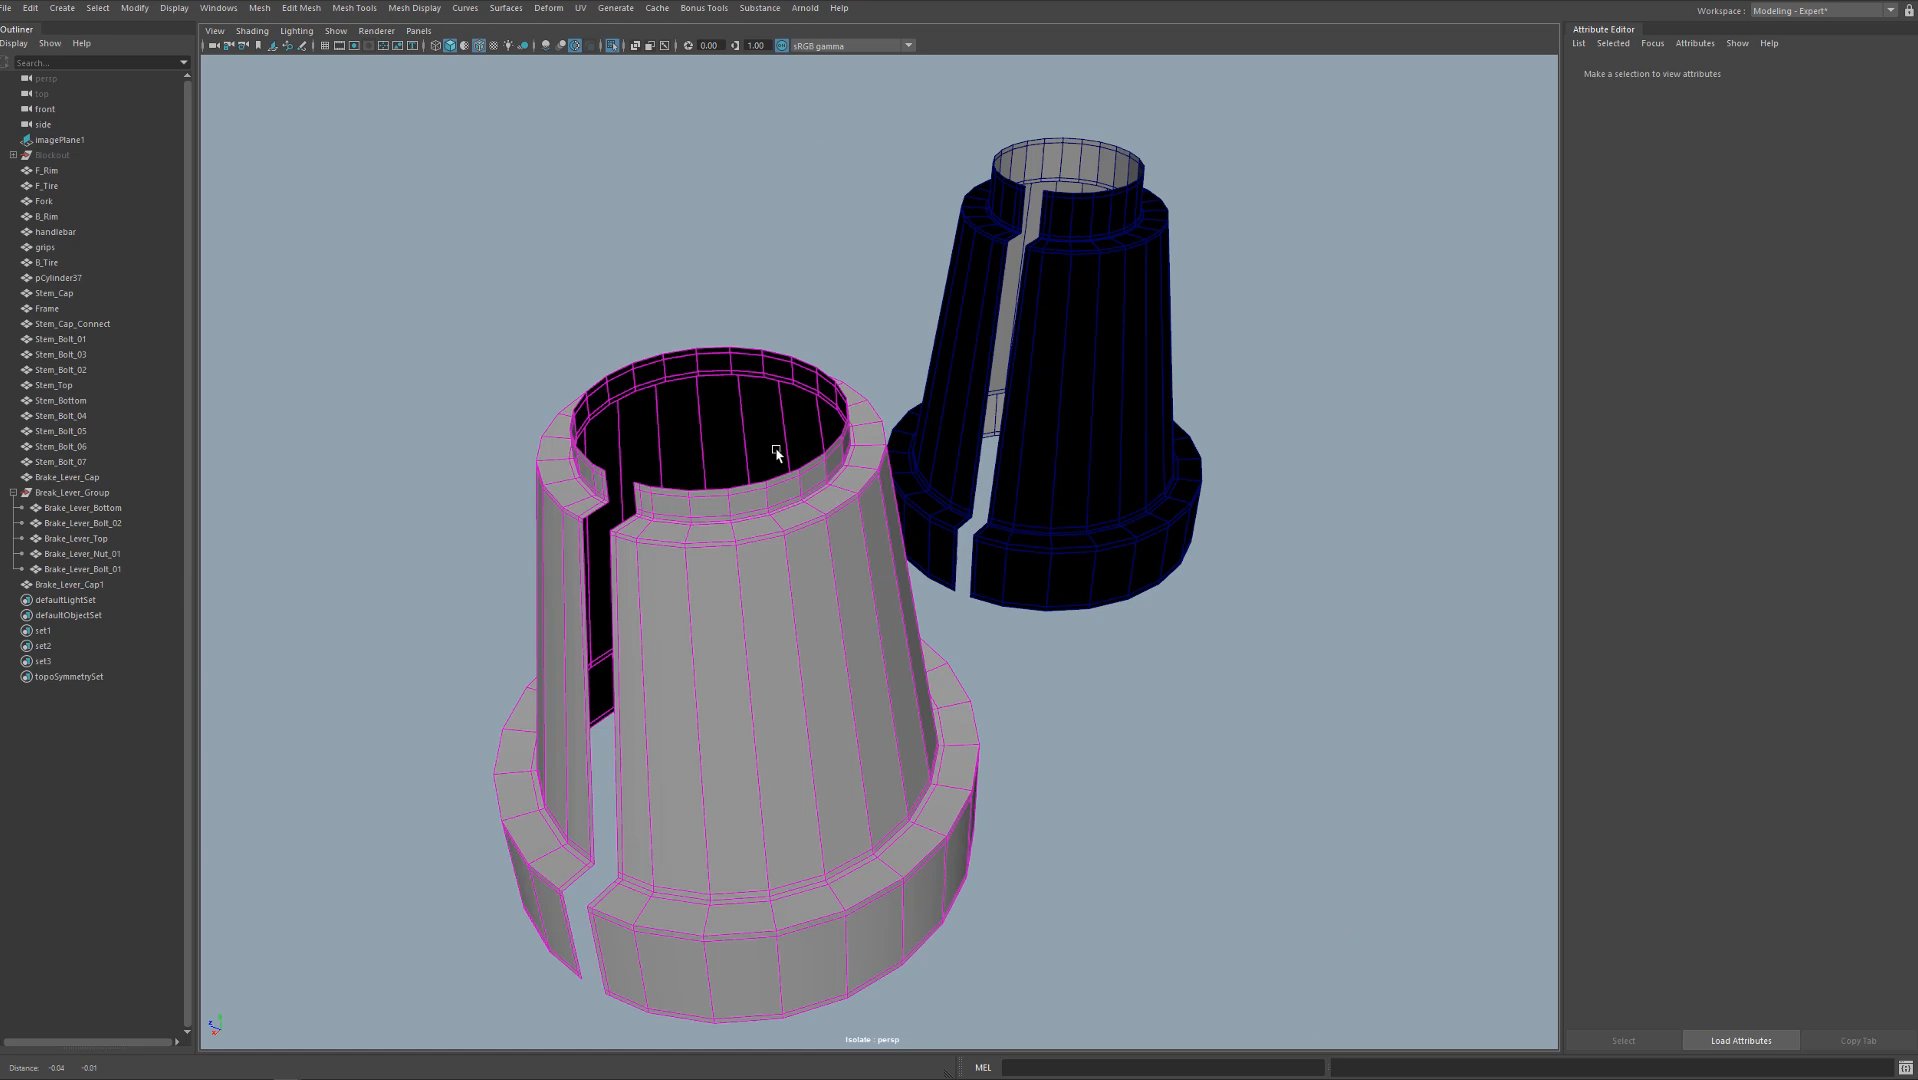 File Edit Create Select Modify Display Windows Mesh Edit Mesh Mesh Tools Mesh Display Curves Surfaces Deform UV Generate Cache Bonus Tools Substance Arnold Help
Workspace : Modeling - Expert*
Outliner
Display Show Help
Search...
persp
top
front
side
imagePlane1
Blockout
F_Rim
F_Tire
Fork
B_Rim
handlebar
grips
B_Tire
pCylinder37
Stem_Cap
Frame
Stem_Cap_Connect
Stem_Bolt_01
Stem_Bolt_03
Stem_Bolt_02
Stem_Top
Stem_Bottom
Stem_Bolt_04
Stem_Bolt_05
Stem_Bolt_06
Stem_Bolt_07
Brake_Lever_Cap
Break_Lever_Group
Brake_Lever_Bottom
Brake_Lever_Bolt_02
Brake_Lever_Top
Brake_Lever_Nut_01
Brake_Lever_Bolt_01
Brake_Lever_Cap1
defaultLightSet
defaultObjectSet
set1
set2
set3
topoSymmetrySet
View Shading Lighting Show Renderer Panels
0.00 1.00 sRGB gamma
Isolate : persp
Attribute Editor
List Selected Focus Attributes Show Help
Make a selection to view attributes
Select Load Attributes Copy Tab
Distance: -0.04 -0.01
MEL